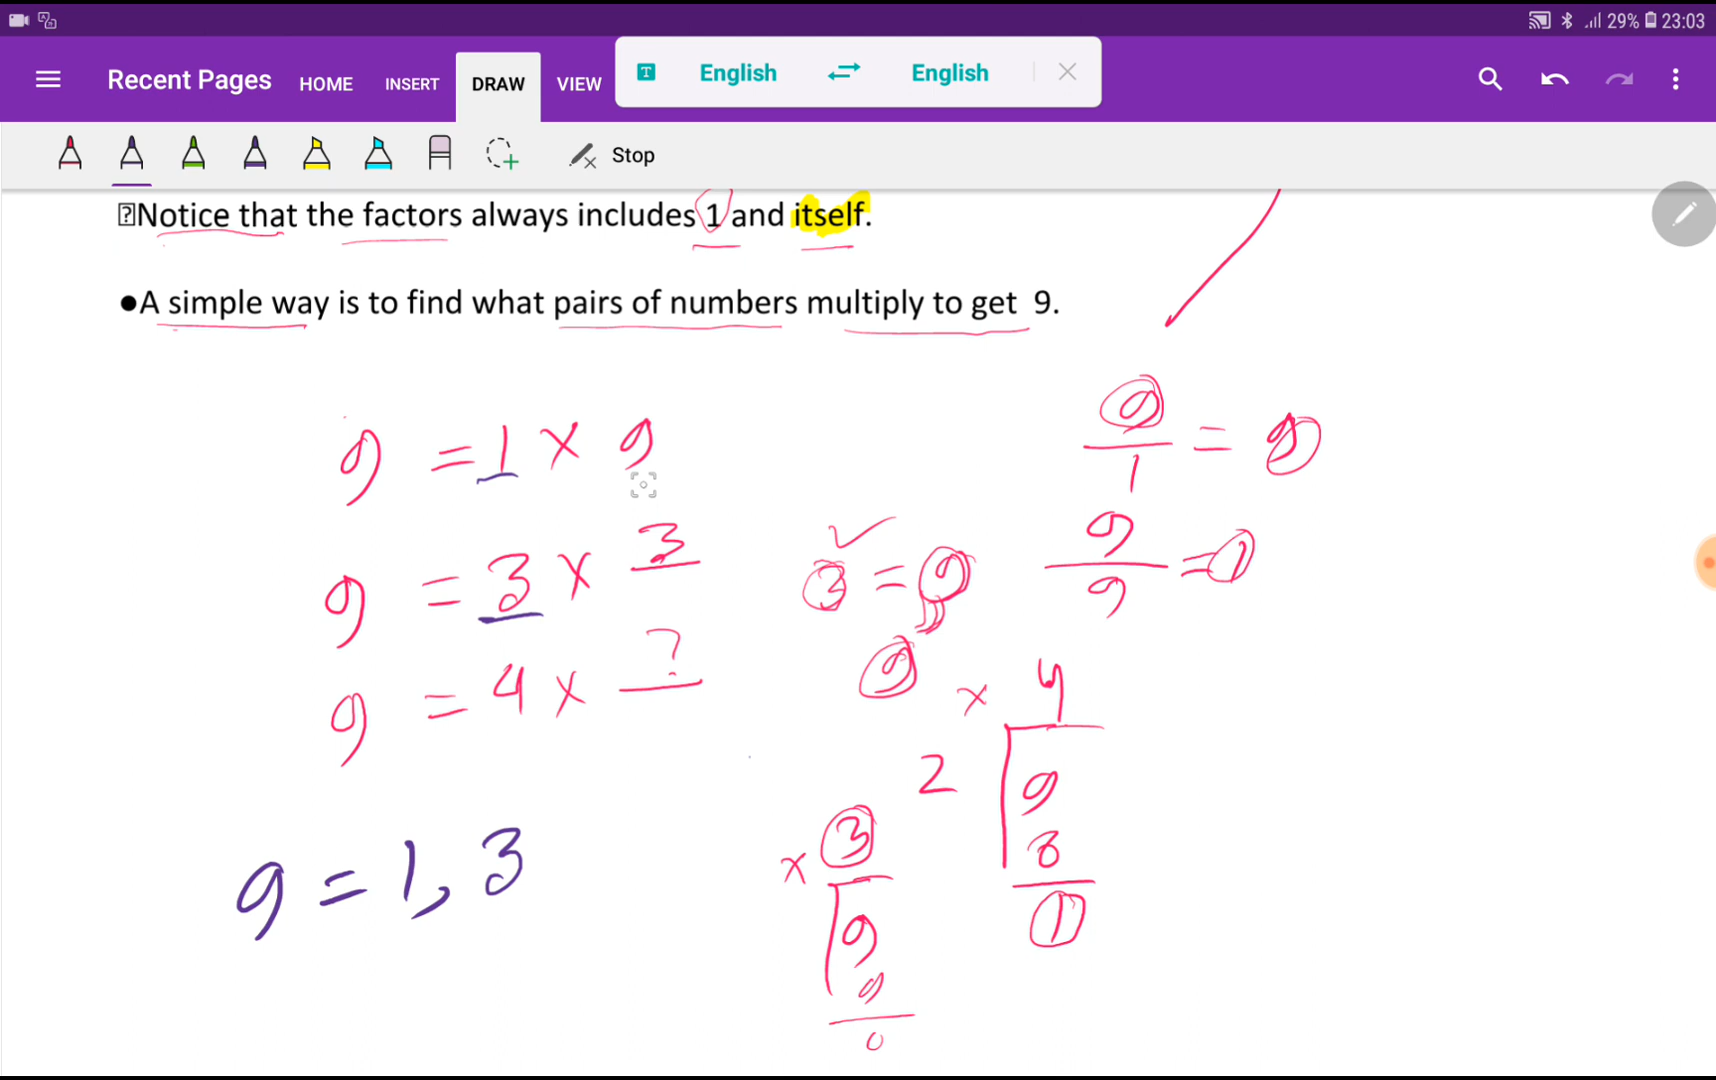 29% 23:03
Recent Pages HOME INSERT DRAW VIEW English English
Stop
Notice that the factors always includes 1 and itself.
●A simple way is to find what pairs of numbers multiply to get 9.
9 = 1 × 9
9/1 = 9
9 = 3 × 3
3 = 9
9/9 = 1
9
9 = 4 × ?
× 4
2 9
8
1
× 3
9
9
0
9 = 1, 3